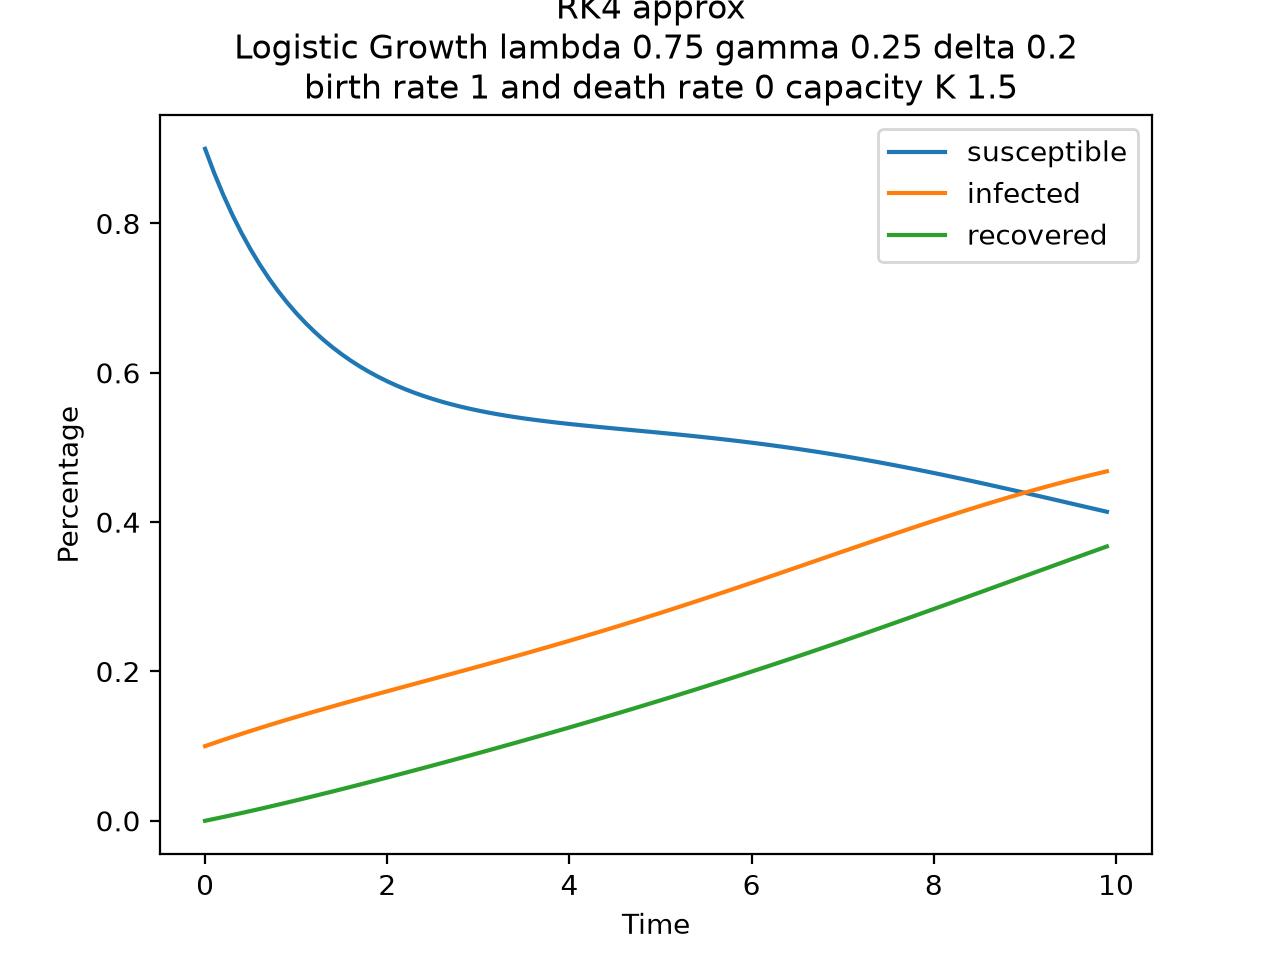 RK4 approx
Logistic Growth lambda 0.75 gamma 0.25 delta 0.2
birth rate 1 and death rate 0 capacity K 1.5
susceptible
infected
recovered
Percentage
0.8
0.6
0.4
0.2
0.0
0 2 4 6 8 10
Time